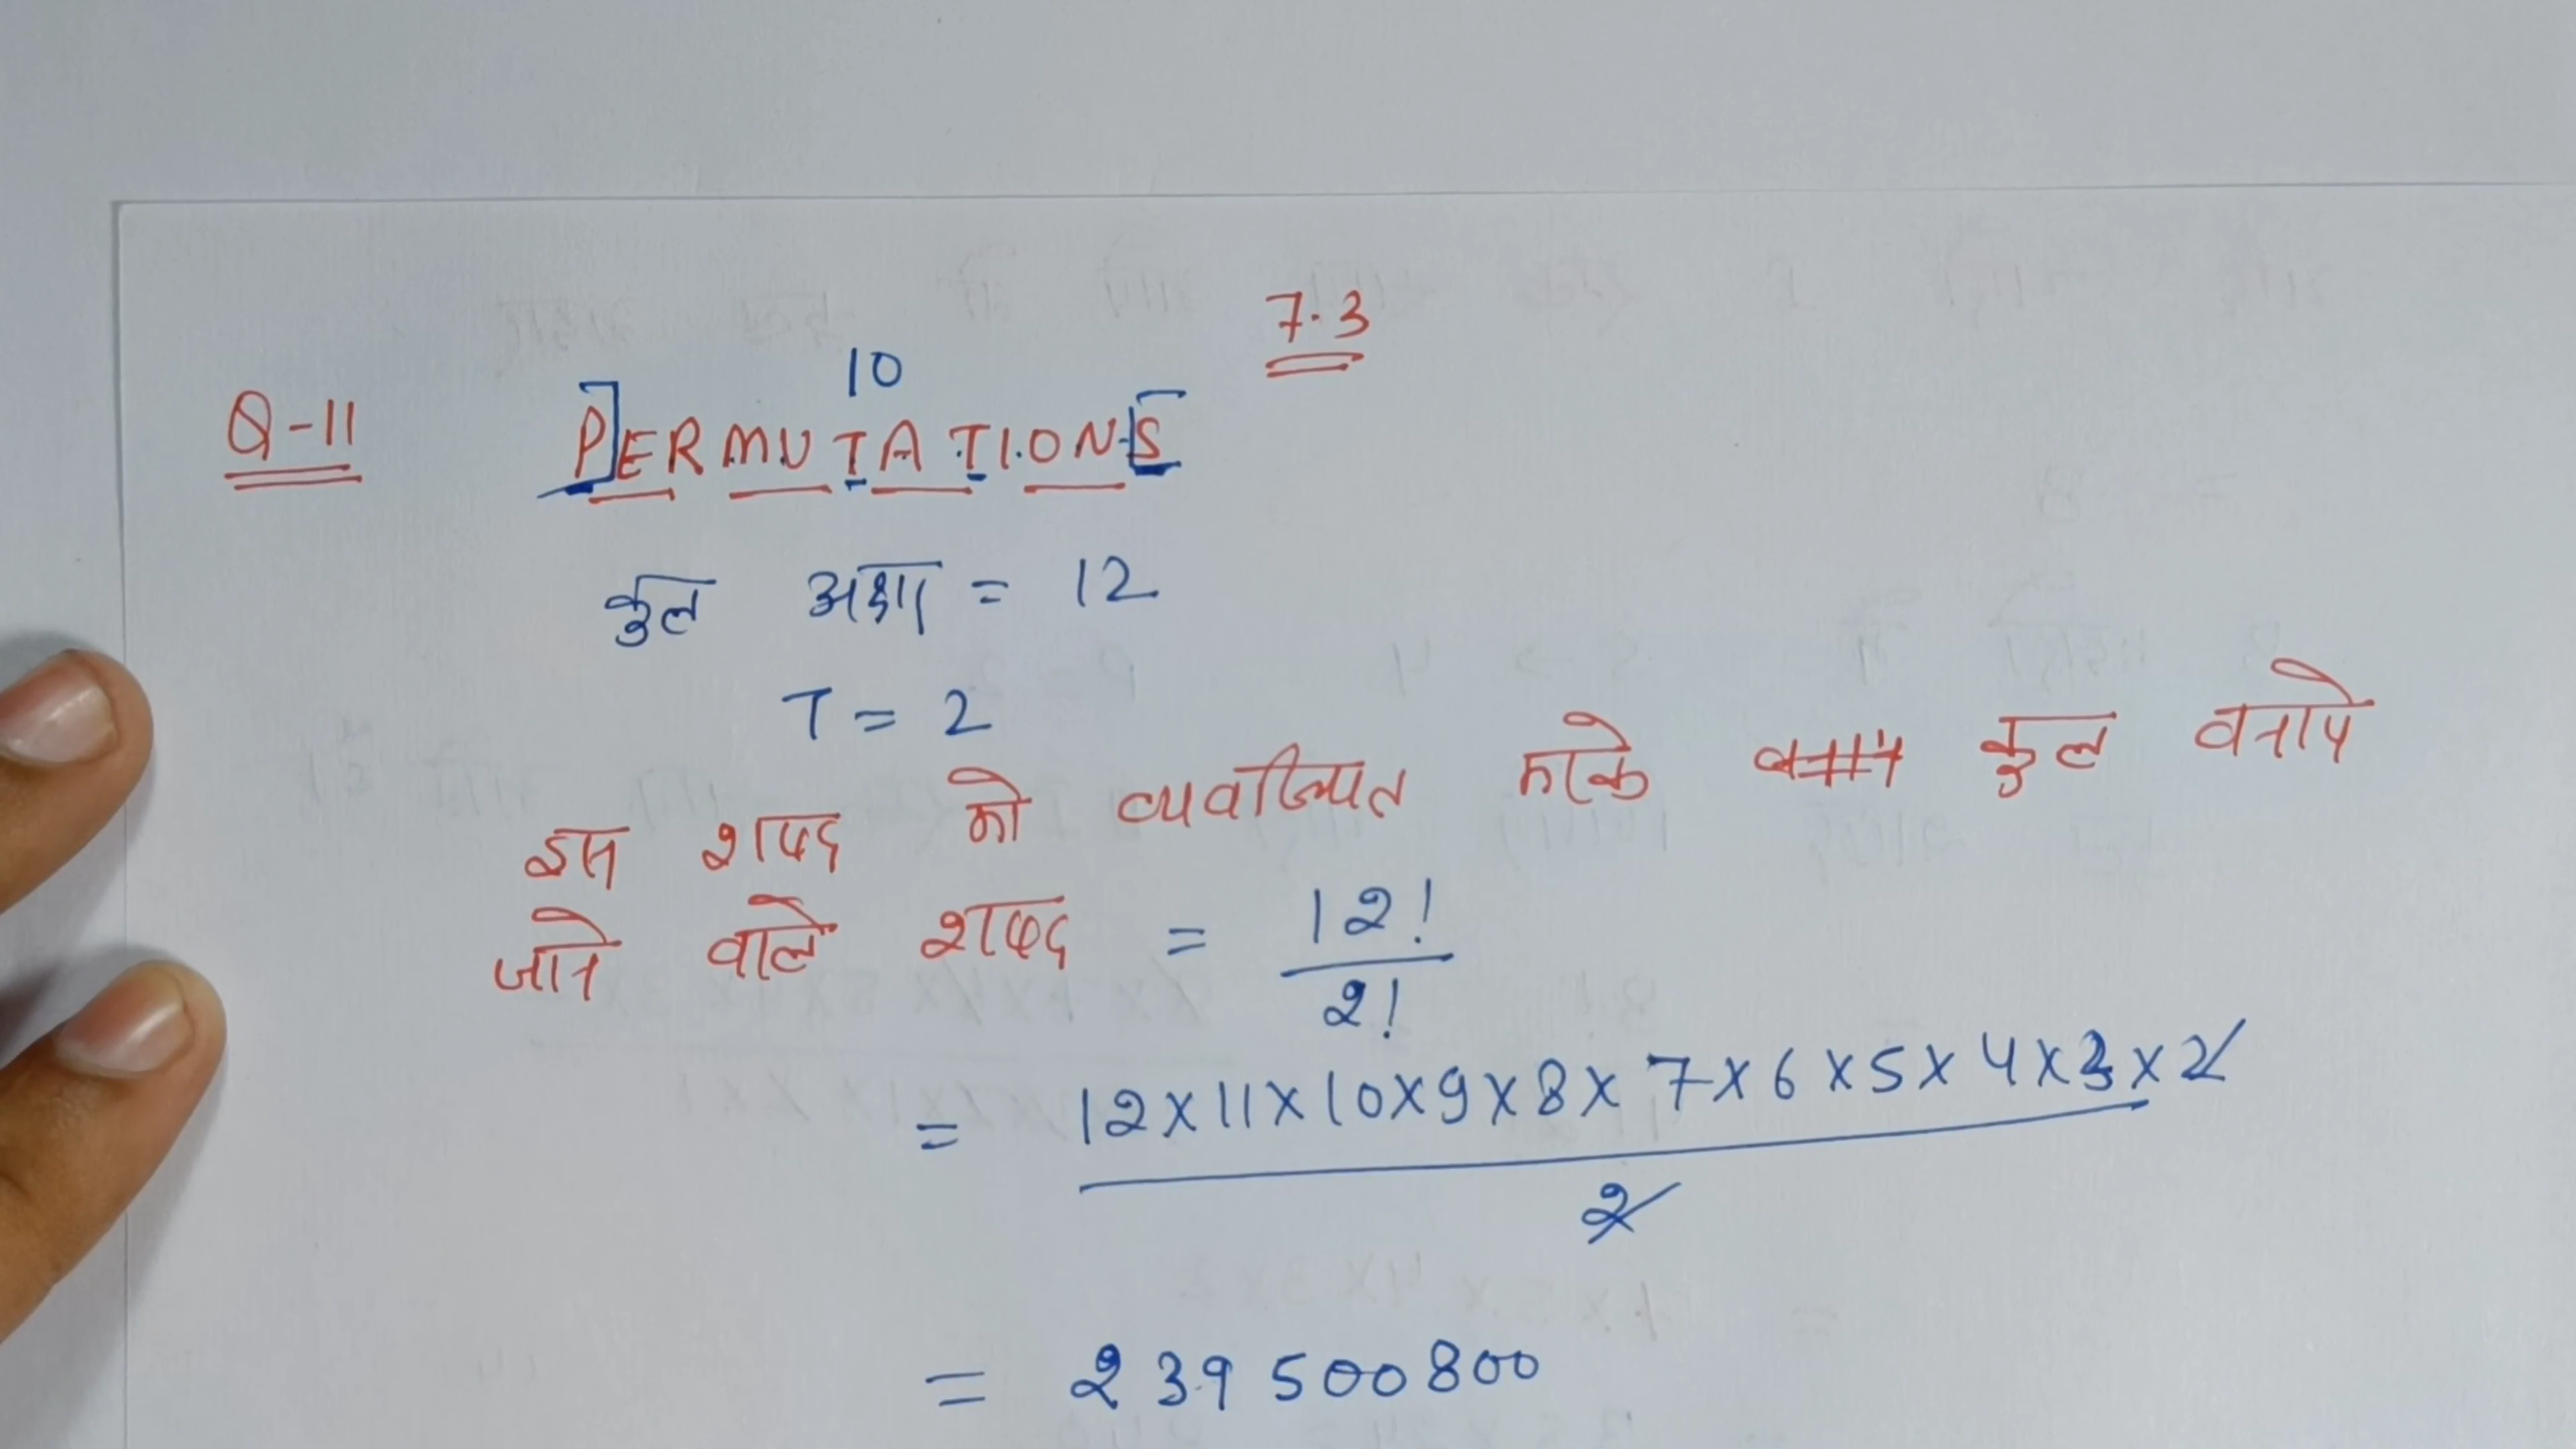 7.3
10
Q-11 PERMUTATIONS
कुल अक्षर = 12
T = 2
इस शब्द को व्यवस्थित करके कुल बनाये
जाने वाले शब्द = 12! / 2!
= 12 x 11 x 10 x 9 x 8 x 7 x 6 x 5 x 4 x 3 x 2
2
= 239500800